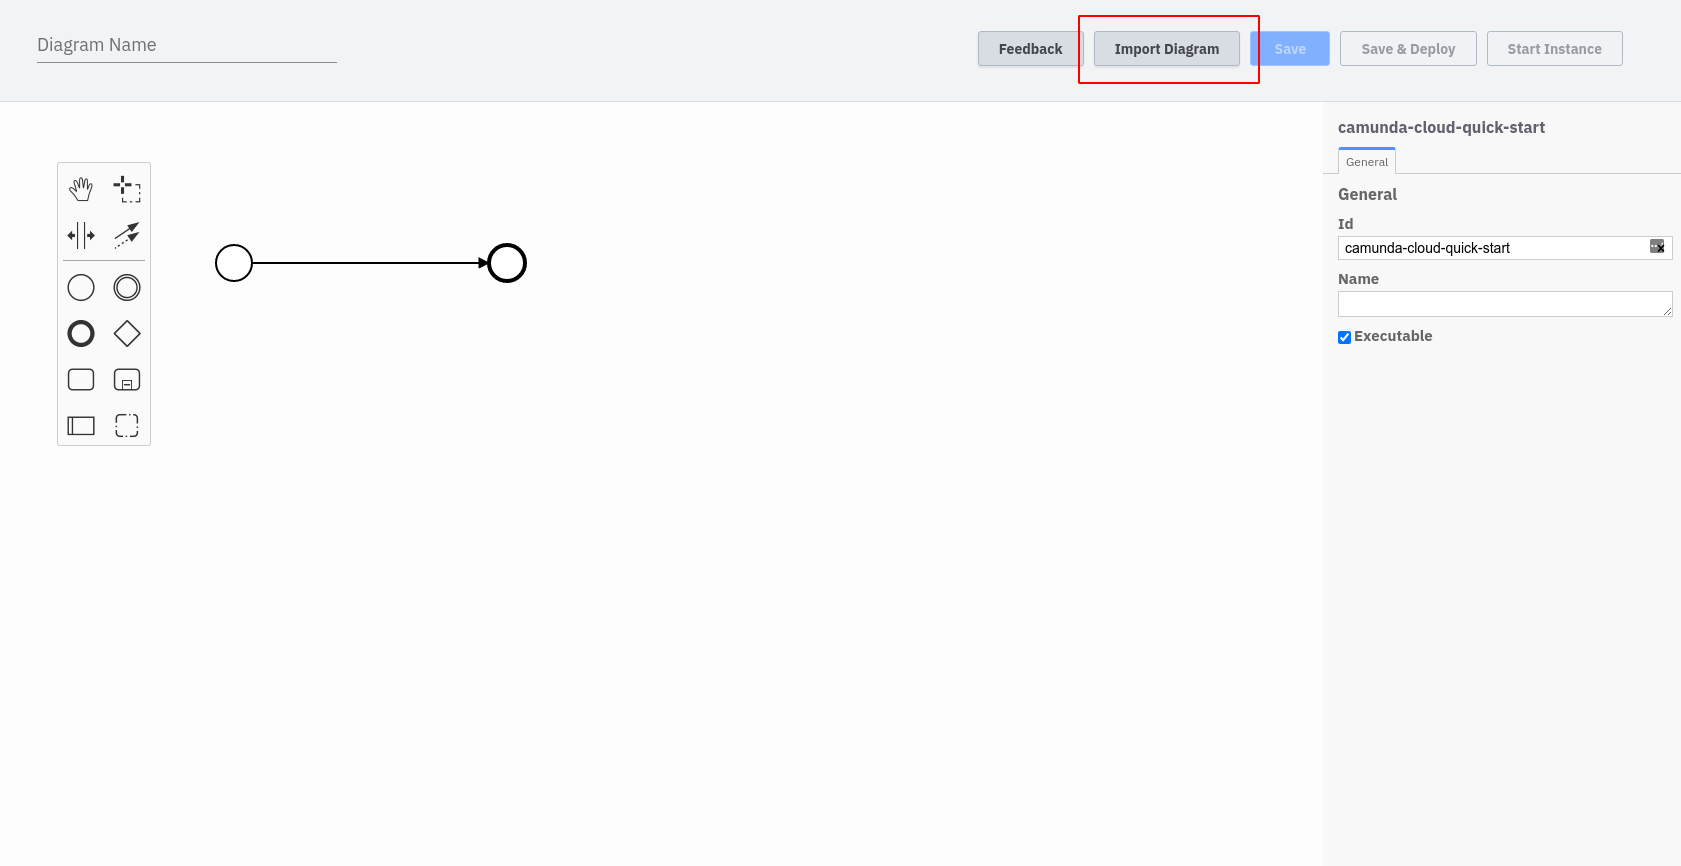 Diagram Name
Feedback
Import Diagram
Save
Save & Deploy
Start Instance
camunda-cloud-quick-start
General
General
Id
camunda-cloud-quick-start
Name
Executable